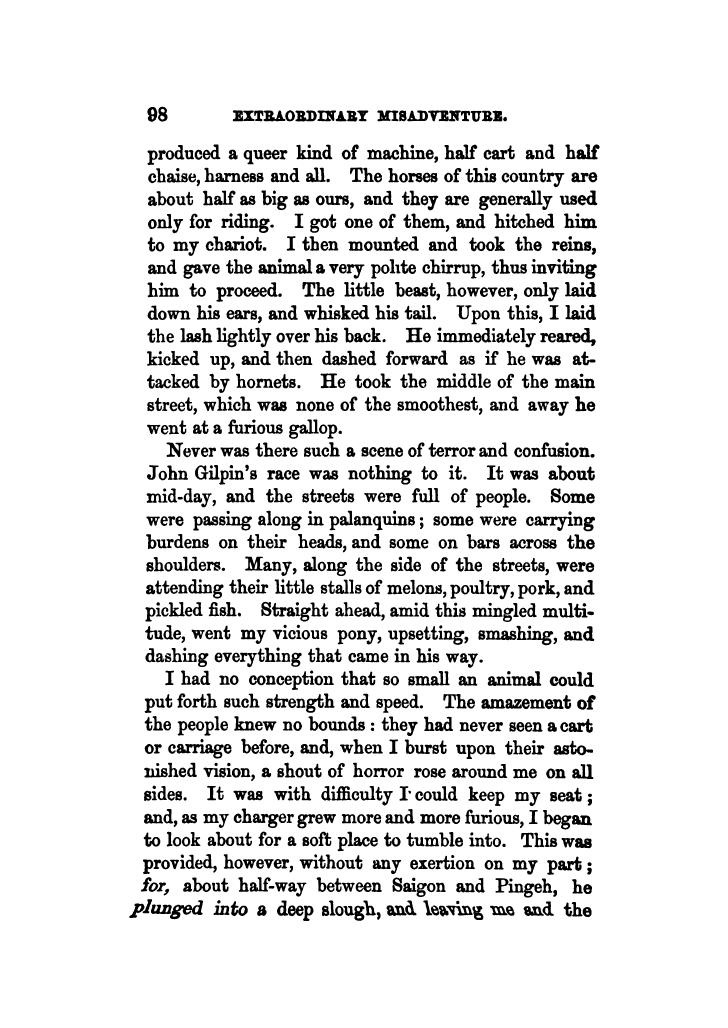 98 EXTRAORDINARY MISADVENTURE.
produced a queer kind of machine, half cart and half
chaise, harness and all. The horses of this country are
about half as big as ours, and they are generally used
only for riding. I got one of them, and hitched him
to my chariot. I then mounted and took the reins,
and gave the animal a very polite chirrup, thus inviting
him to proceed. The little beast, however, only laid
down his ears, and whisked his tail. Upon this, I laid
the lash lightly over his back. He immediately reared,
kicked up, and then dashed forward as if he was at-
tacked by hornets. He took the middle of the main
street, which was none of the smoothest, and away he
went at a furious gallop.
Never was there such a scene of terror and confusion.
John Gilpin's race was nothing to it. It was about
mid-day, and the streets were full of people. Some
were passing along in palanquins; some were carrying
burdens on their heads, and some on bars across the
shoulders. Many, along the side of the streets, were
attending their little stalls of melons, poultry, pork, and
pickled fish. Straight ahead, amid this mingled multi-
tude, went my vicious pony, upsetting, smashing, and
dashing everything that came in his way.
I had no conception that so small an animal could
put forth such strength and speed. The amazement of
the people knew no bounds: they had never seen a cart
or carriage before, and, when I burst upon their asto-
nished vision, a shout of horror rose around me on all
sides. It was with difficulty I could keep my seat;
and, as my charger grew more and more furious, I began
to look about for a soft place to tumble into. This was
provided, however, without any exertion on my part;
for, about half-way between Saigon and Pingeh, he
plunged into a deep slough, and leaving me and the